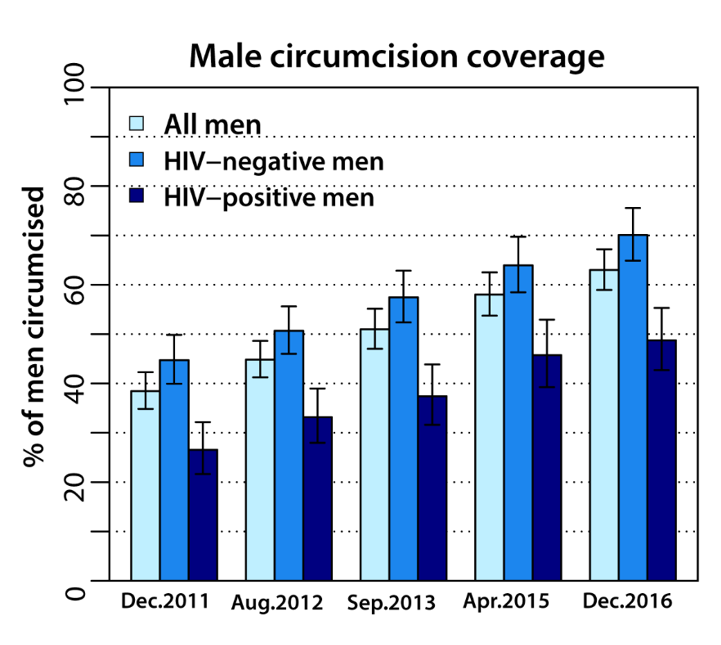 Male circumcision coverage
% of men circumcised
100
80
60
40
20
0
All men
HIV–negative men
HIV–positive men
Dec.2011 Aug.2012 Sep.2013 Apr.2015 Dec.2016